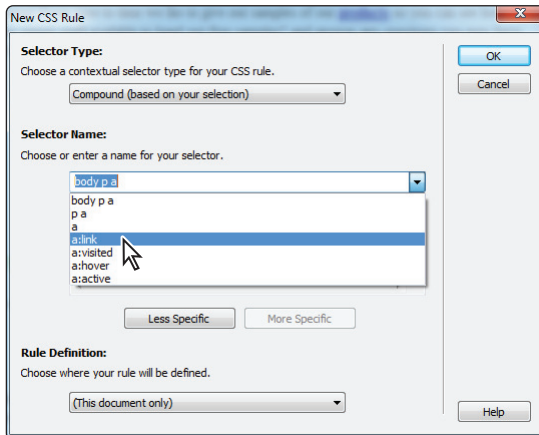 New CSS Rule
Selector Type:
Choose a contextual selector type for your CSS rule.
Compound (based on your selection)
OK
Cancel
Selector Name:
Choose or enter a name for your selector.
body p a
body p a
p a
a
a:link
a:visited
a:hover
a:active
Less Specific
More Specific
Rule Definition:
Choose where your rule will be defined.
(This document only)
Help